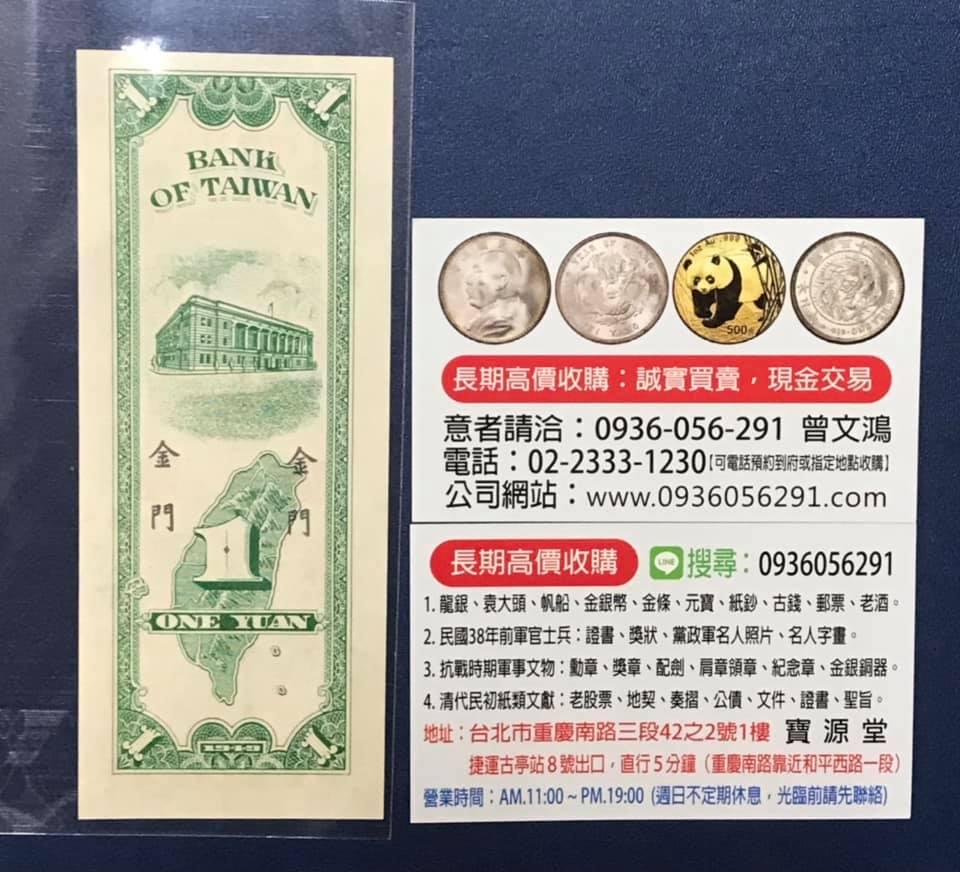 1
1
BANK
OF TAIWAN
金門
金門
1
ONE YUAN
1
1949
1
500
長期高價收購：誠實買賣，現金交易
意者請洽：0936-056-291 曾文鴻
電話：02-2333-1230【可電話預約到府或指定地點收購】
公司網站：www.0936056291.com
長期高價收購 LINE 搜尋：0936056291
1. 龍銀、袁大頭、帆船、金銀幣、金條、元寶、紙鈔、古錢、郵票、老酒。
2. 民國38年前軍官士兵：證書、獎狀、黨政軍名人照片、名人字畫。
3. 抗戰時期軍事文物：勳章、獎章、配劍、肩章領章、紀念章、金銀銅器。
4. 清代民初紙類文獻：老股票、地契、奏摺、公債、文件、證書、聖旨。
地址：台北市重慶南路三段42之2號1樓 寶源堂
捷運古亭站8號出口，直行5分鐘（重慶南路靠近和平西路一段）
營業時間：AM.11:00 ~ PM.19:00 (週日不定期休息，光臨前請先聯絡)